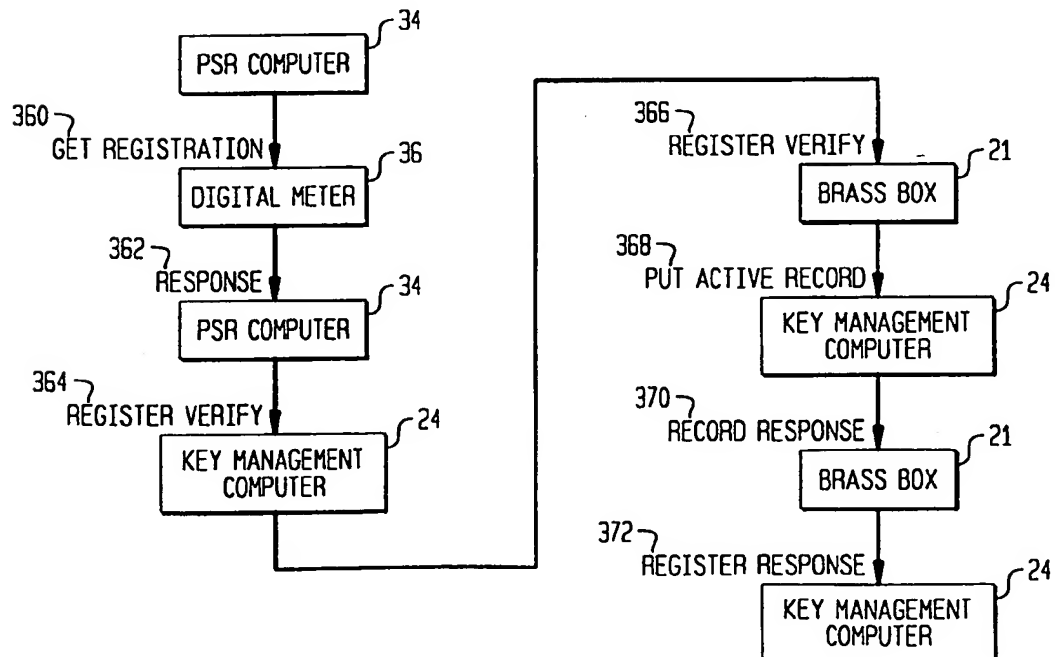 34
PSR COMPUTER
360
GET REGISTRATION
36
DIGITAL METER
362
RESPONSE
34
PSR COMPUTER
364
REGISTER VERIFY
24
KEY MANAGEMENT
COMPUTER
366
REGISTER VERIFY
21
BRASS BOX
368
PUT ACTIVE RECORD
24
KEY MANAGEMENT
COMPUTER
370
RECORD RESPONSE
21
BRASS BOX
372
REGISTER RESPONSE
24
KEY MANAGEMENT
COMPUTER